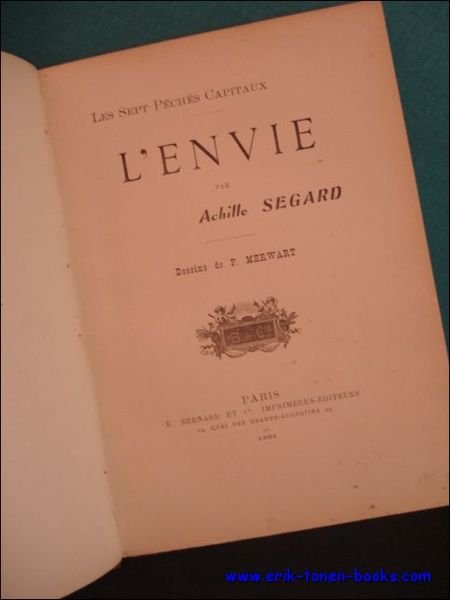 LES SEPT PÉCHÉS CAPITAUX
L'ENVIE
PAR
Achille SEGARD
Dessins de P. MERWART
PARIS
E. BERNARD ET Cie, IMPRIMEURS-ÉDITEURS
QUAI DES GRANDS-AUGUSTINS
www.erik-tonen-books.com